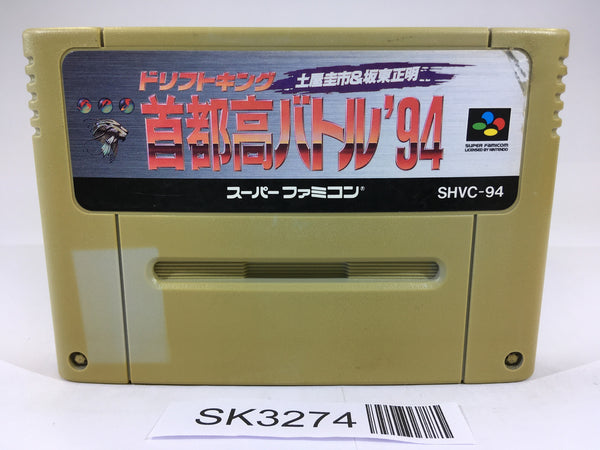 ドリフトキング 土屋圭市&坂東正明
首都高バトル'94
SUPER FAMICOM
LICENSED BY NINTENDO
スーパーファミコン®
SHVC-94
SK3274